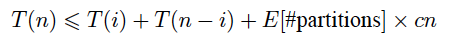 T(n) ⩽ T(i) + T(n − i) + E[#partitions] × cn